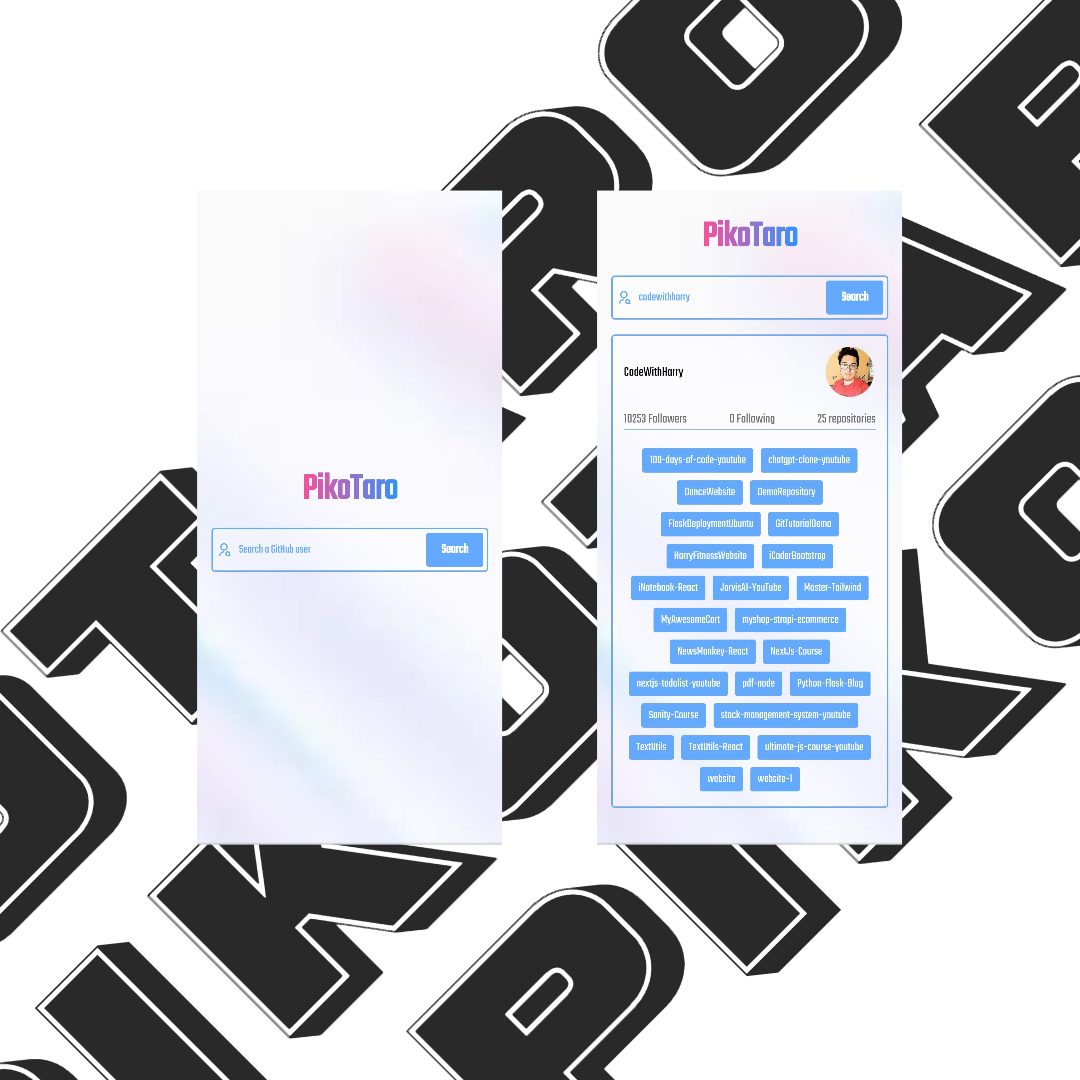 PikoTaro
Search a GitHub user
Search
PikoTaro
codewithharry
Search
CodeWithHarry
10253 Followers
0 Following
25 repositories
100-days-of-code-youtube
chatgpt-clone-youtube
DanceWebsite
DemoRepository
FlaskDeploymentUbuntu
GitTutorialDemo
HarryFitnessWebsite
iCoderBootstrap
iNotebook-React
JarvisAI-YouTube
Master-Tailwind
MyAwesomeCart
myshop-strapi-ecommerce
NewsMonkey-React
NextJs-Course
nextjs-todolist-youtube
pdf-node
Python-Flask-Blog
Sanity-Course
stock-management-system-youtube
TextUtils
TextUtils-React
ultimate-js-course-youtube
website
website-1